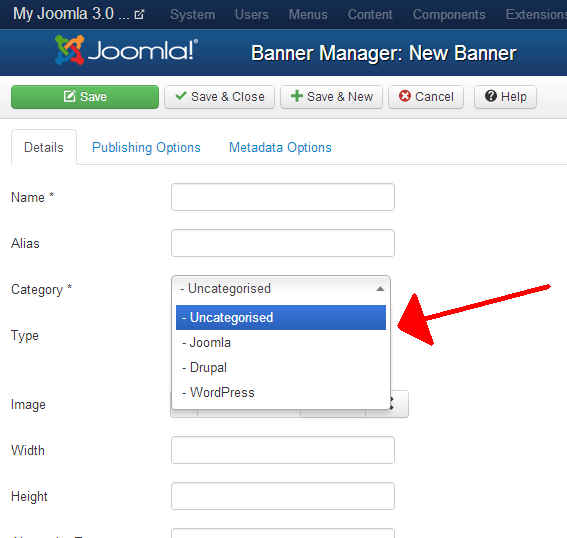 My Joomla 3.0 ... System Users Menus Content Components Extensions
Joomla!® Banner Manager: New Banner
Save Save & Close Save & New Cancel Help
Details Publishing Options Metadata Options
Name *
Alias
Category * - Uncategorised
- Uncategorised
Type
- Joomla
- Drupal
- WordPress
Image
Width
Height